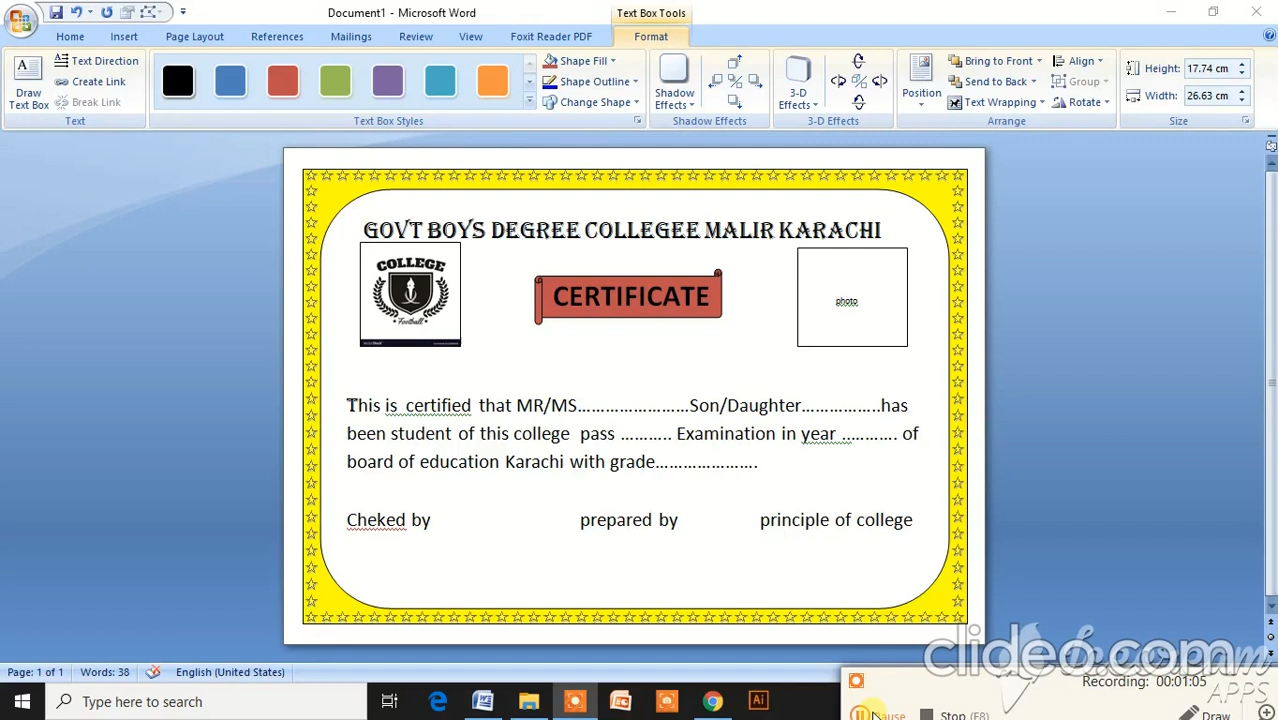 Document1 - Microsoft Word
Text Box Tools
Home Insert Page Layout References Mailings Review View Foxit Reader PDF Format
Draw Text Box
Text Direction
Create Link
Break Link
Text
Text Box Styles
Shape Fill
Shape Outline
Change Shape
Shadow Effects
Shadow Effects
3-D Effects
3-D Effects
Position
Bring to Front
Send to Back
Text Wrapping
Align
Group
Rotate
Arrange
Height: 17.74 cm
Width: 26.63 cm
Size
GOVT BOYS DEGREE COLLEGEE MALIR KARACHI
COLLEGE
Football
CERTIFICATE
photo
This is certified that MR/MS……………………Son/Daughter……………..has
been student of this college pass ……….. Examination in year ………... of
board of education Karachi with grade………………….
Cheked by prepared by principle of college
Page: 1 of 1 Words: 38 English (United States)
clideo.com
APPS
Recording: 00:01:05
Pause Stop (F8) Draw
Type here to search